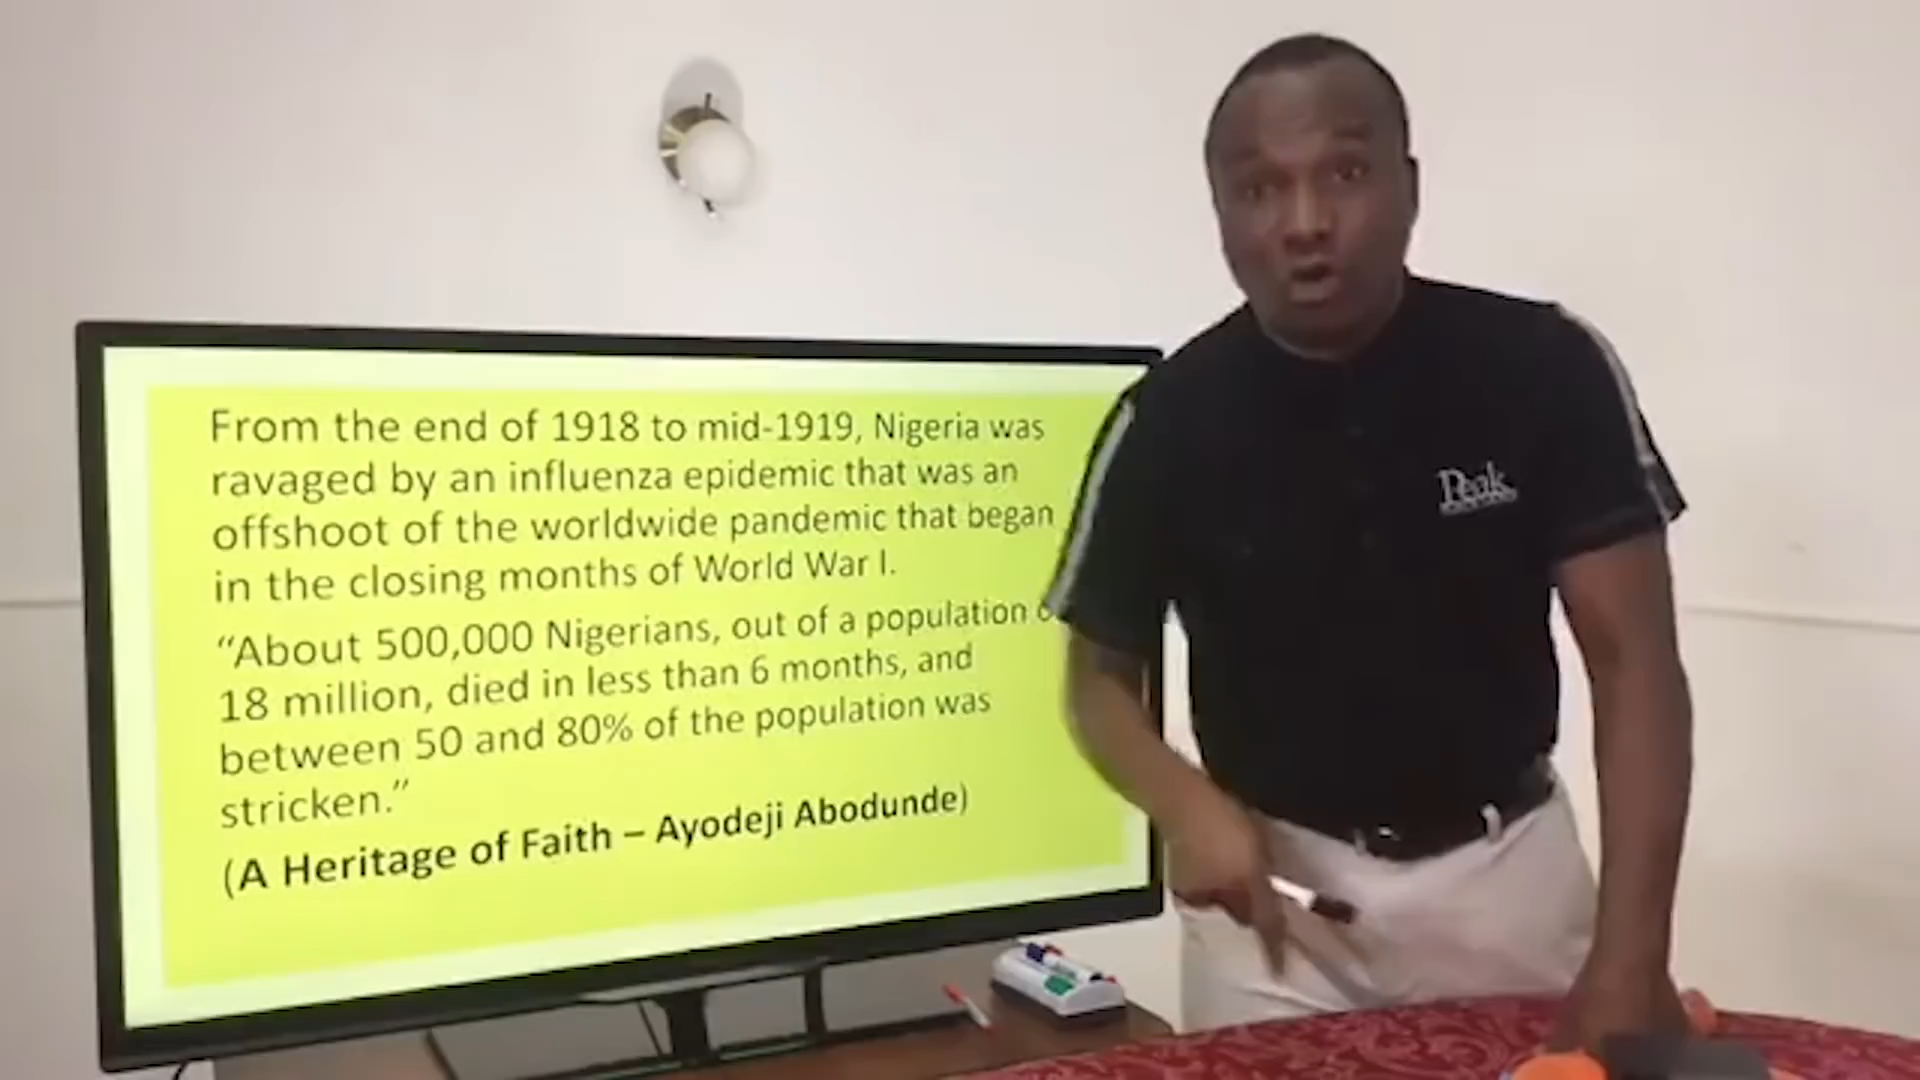 From the end of 1918 to mid-1919, Nigeria was
ravaged by an influenza epidemic that was an
offshoot of the worldwide pandemic that began
in the closing months of World War I.
“About 500,000 Nigerians, out of a population
18 million, died in less than 6 months, and
between 50 and 80% of the population was
stricken.”
(A Heritage of Faith – Ayodeji Abodunde)
Peak